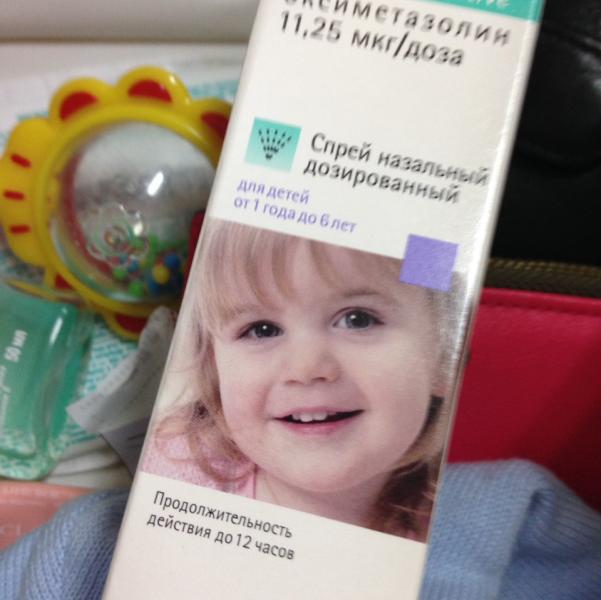 оксиметазолин
11,25 мкг/доза
Спрей назальный
дозированный
для детей
от 1 года до 6 лет
50 мл
Продолжительность
действия до 12 часов